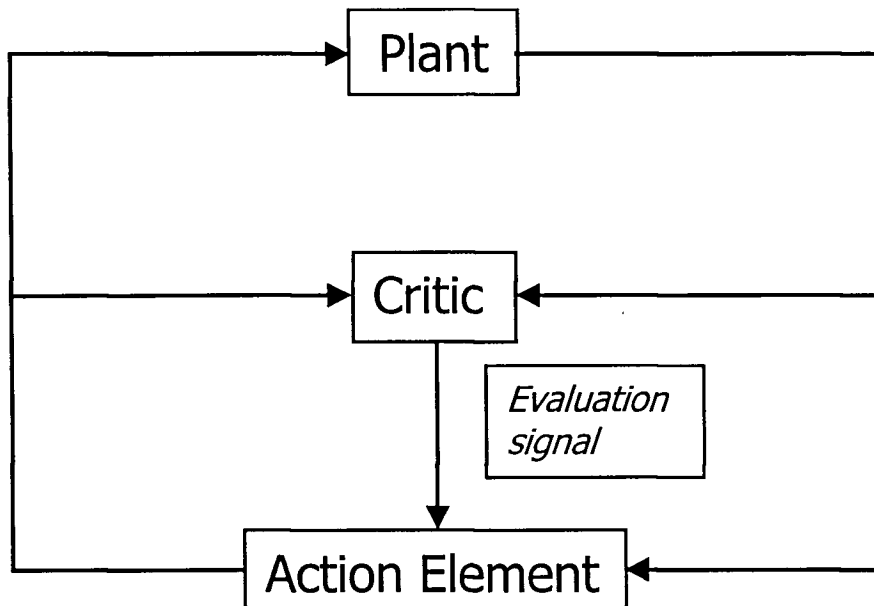 Plant
Critic
Evaluation
signal
Action Element